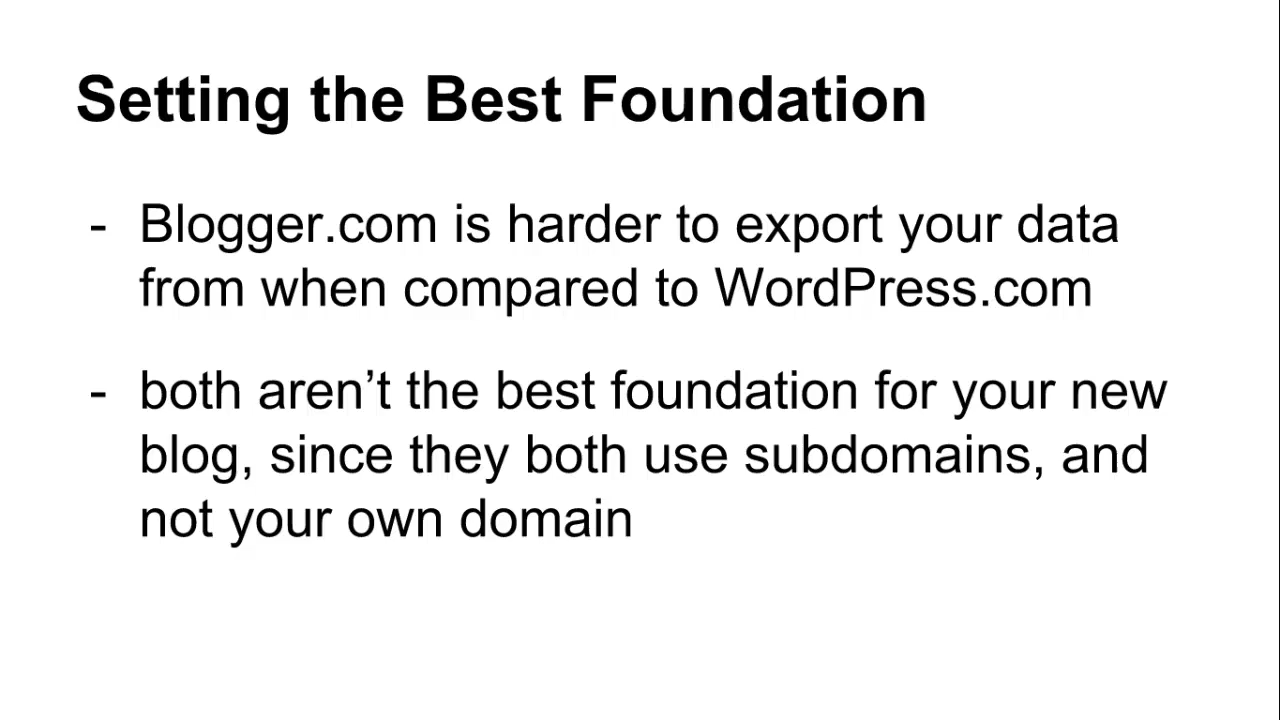 Setting the Best Foundation
- Blogger.com is harder to export your data
from when compared to WordPress.com
- both aren’t the best foundation for your new
blog, since they both use subdomains, and
not your own domain